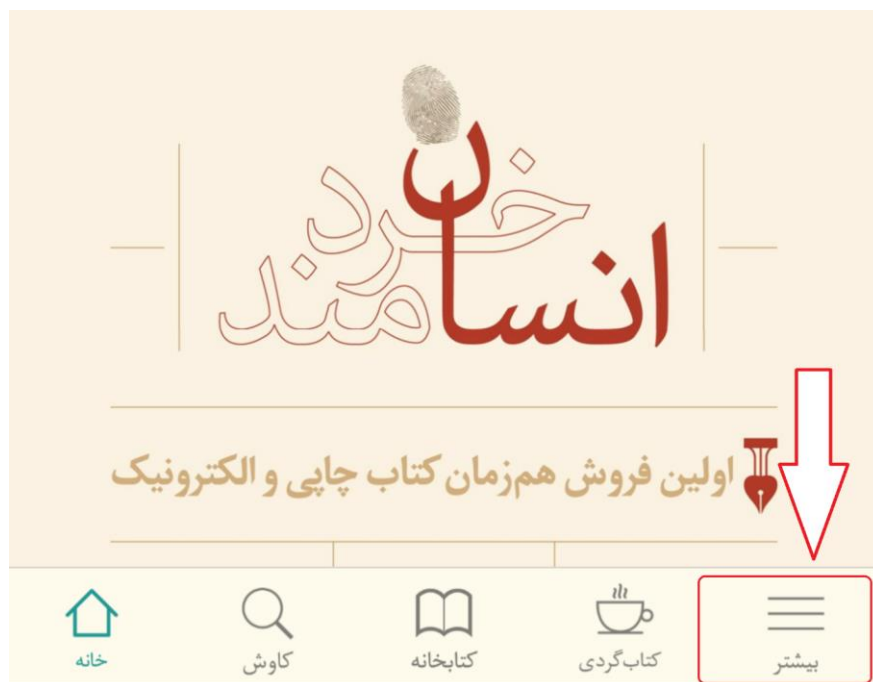 انسان
خردمند
اولین فروش هم‌زمان کتاب چاپی و الکترونیک
بیشتر
کتاب‌گردی
کتابخانه
کاوش
خانه